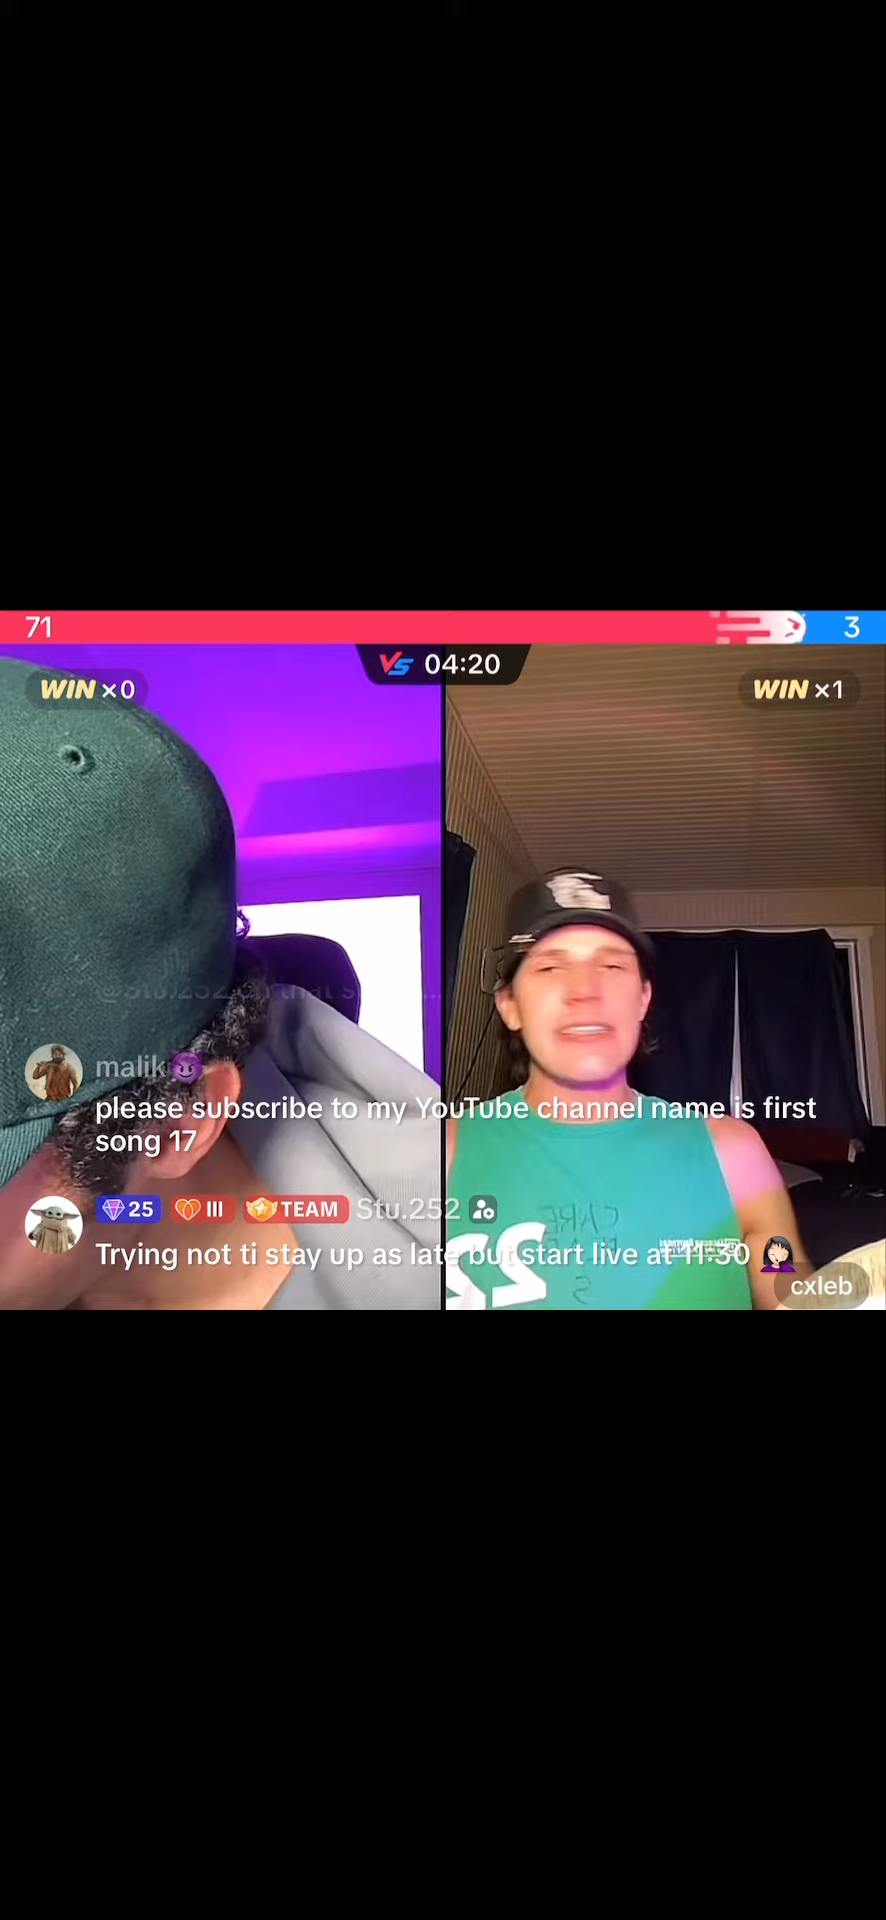 71
3
VS 04:20
WIN ×0
WIN ×1
malik😈
please subscribe to my YouTube channel name is first
song 17
25 III TEAM Stu.252
Trying not ti stay up as late but start live at 11:30 🤦🏻‍♀️
22
cxleb